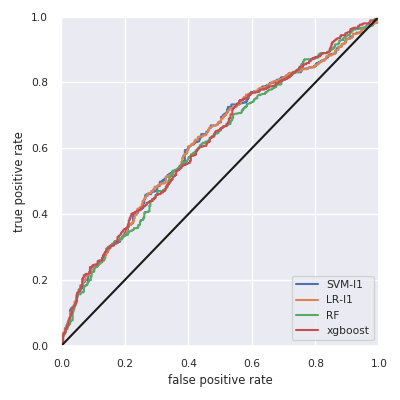 1.0
0.8
0.6
0.4
0.2
0.0
true positive rate
0.0 0.2 0.4 0.6 0.8 1.0
false positive rate
SVM-l1
LR-l1
RF
xgboost